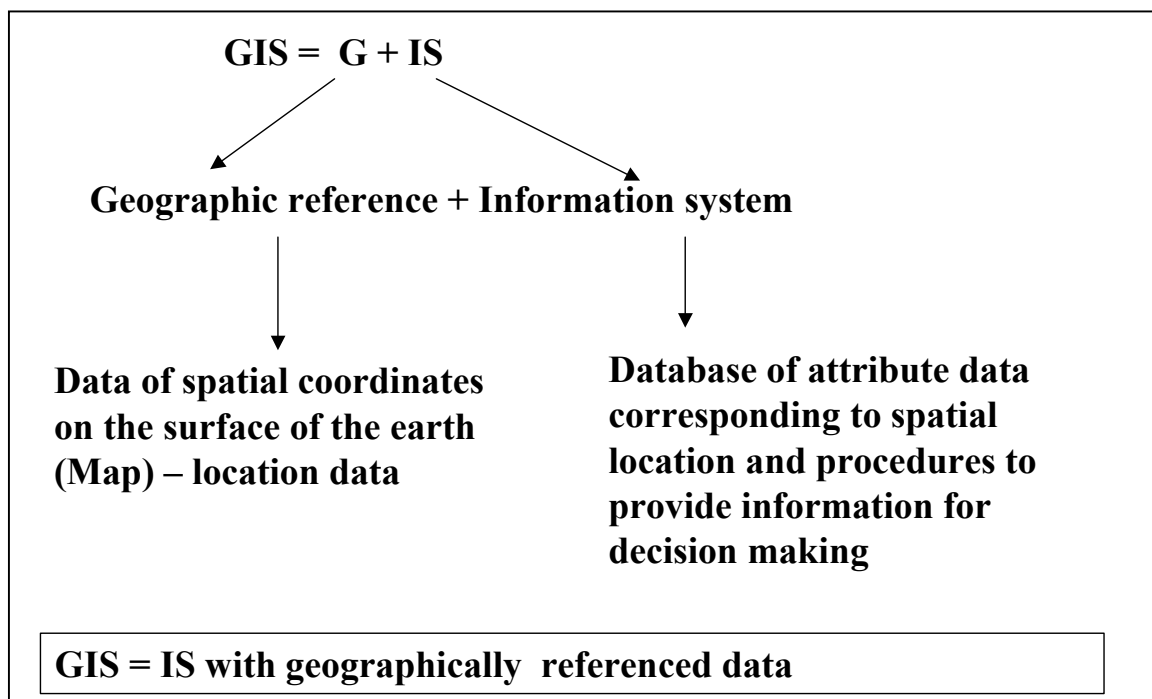 GIS = G + IS
Geographic reference + Information system
Data of spatial coordinates
on the surface of the earth
(Map) – location data
Database of attribute data
corresponding to spatial
location and procedures to
provide information for
decision making
GIS = IS with geographically referenced data